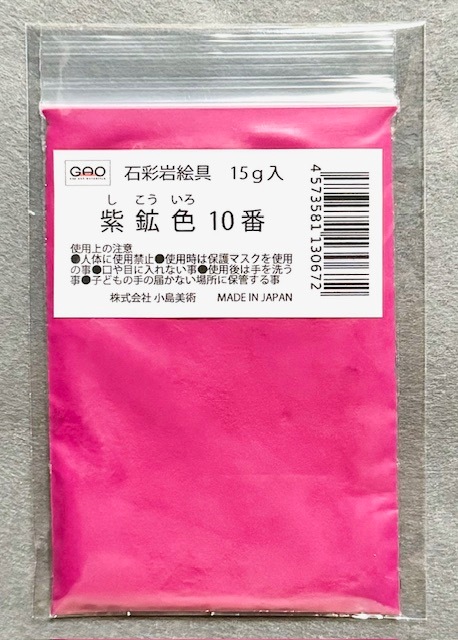 GAO
石彩岩絵具 15g入
し こう いろ
紫鉱色 10番
使用上の注意
●人体に使用禁止●使用時は保護マスクを使用
の事●口や目に入れない事●使用後は手を洗う
事●子どもの手の届かない場所に保管する事
株式会社 小島美術 MADE IN JAPAN
4573581130672